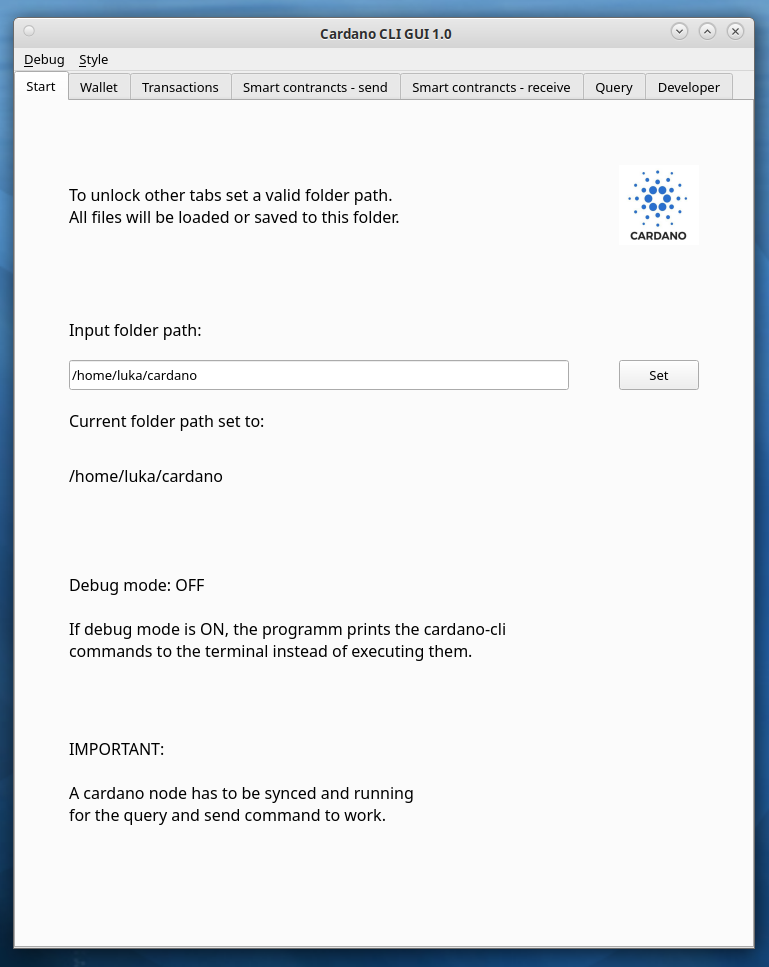 Cardano CLI GUI 1.0
Debug Style
Start Wallet Transactions Smart contrancts - send Smart contrancts - receive Query Developer
To unlock other tabs set a valid folder path.
All files will be loaded or saved to this folder.
CARDANO
Input folder path:
/home/luka/cardano Set
Current folder path set to:
/home/luka/cardano
Debug mode: OFF
If debug mode is ON, the programm prints the cardano-cli
commands to the terminal instead of executing them.
IMPORTANT:
A cardano node has to be synced and running
for the query and send command to work.